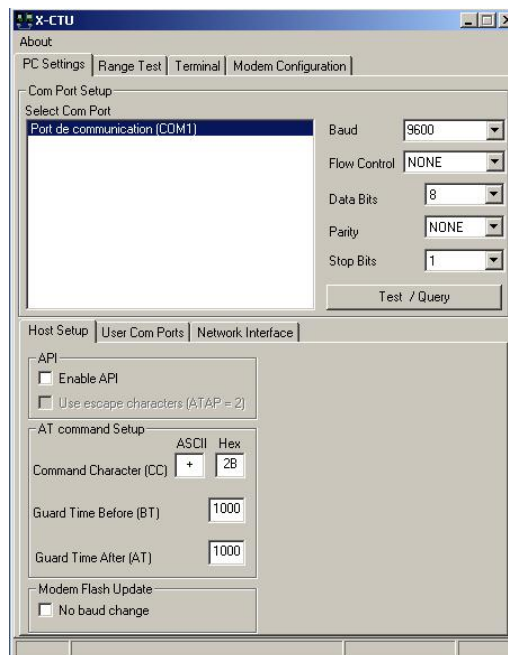 X-CTU
About
PC Settings Range Test Terminal Modem Configuration
Com Port Setup
Select Com Port
Port de communication (COM1)
Baud 9600
Flow Control NONE
Data Bits 8
Parity NONE
Stop Bits 1
Test / Query
Host Setup User Com Ports Network Interface
API
Enable API
Use escape characters (ATAP = 2)
AT command Setup
ASCII Hex
Command Character (CC) + 2B
Guard Time Before (BT) 1000
Guard Time After (AT) 1000
Modem Flash Update
No baud change